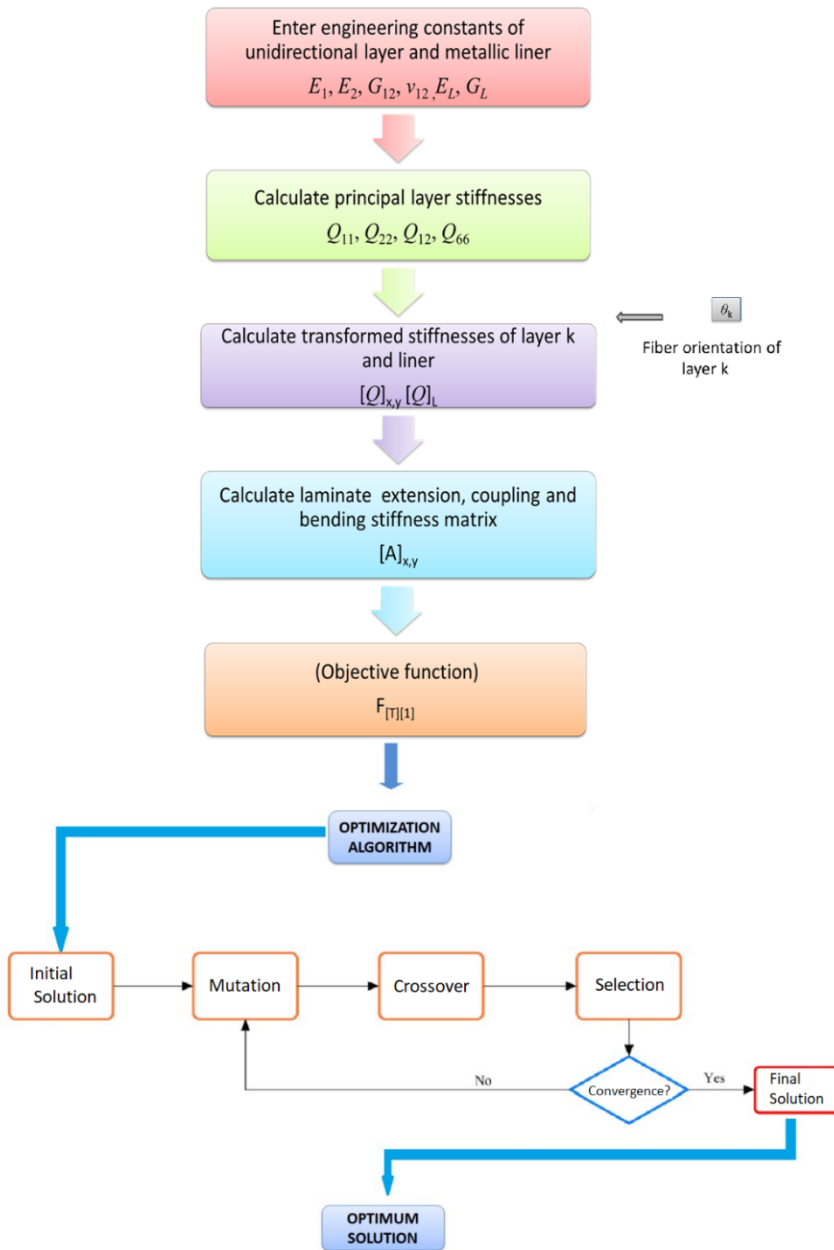 Enter engineering constants of
unidirectional layer and metallic liner
E₁, E₂, G₁₂, ν₁₂, E_L, G_L
Calculate principal layer stiffnesses
Q₁₁, Q₂₂, Q₁₂, Q₆₆
Calculate transformed stiffnesses of layer k
and liner
[Q]x,y [Q]L
θk
Fiber orientation of
layer k
Calculate laminate extension, coupling and
bending stiffness matrix
[A]x,y
(Objective function)
F[T][1]
OPTIMIZATION
ALGORITHM
Initial
Solution
Mutation
Crossover
Selection
No
Convergence?
Yes
Final
Solution
OPTIMUM
SOLUTION